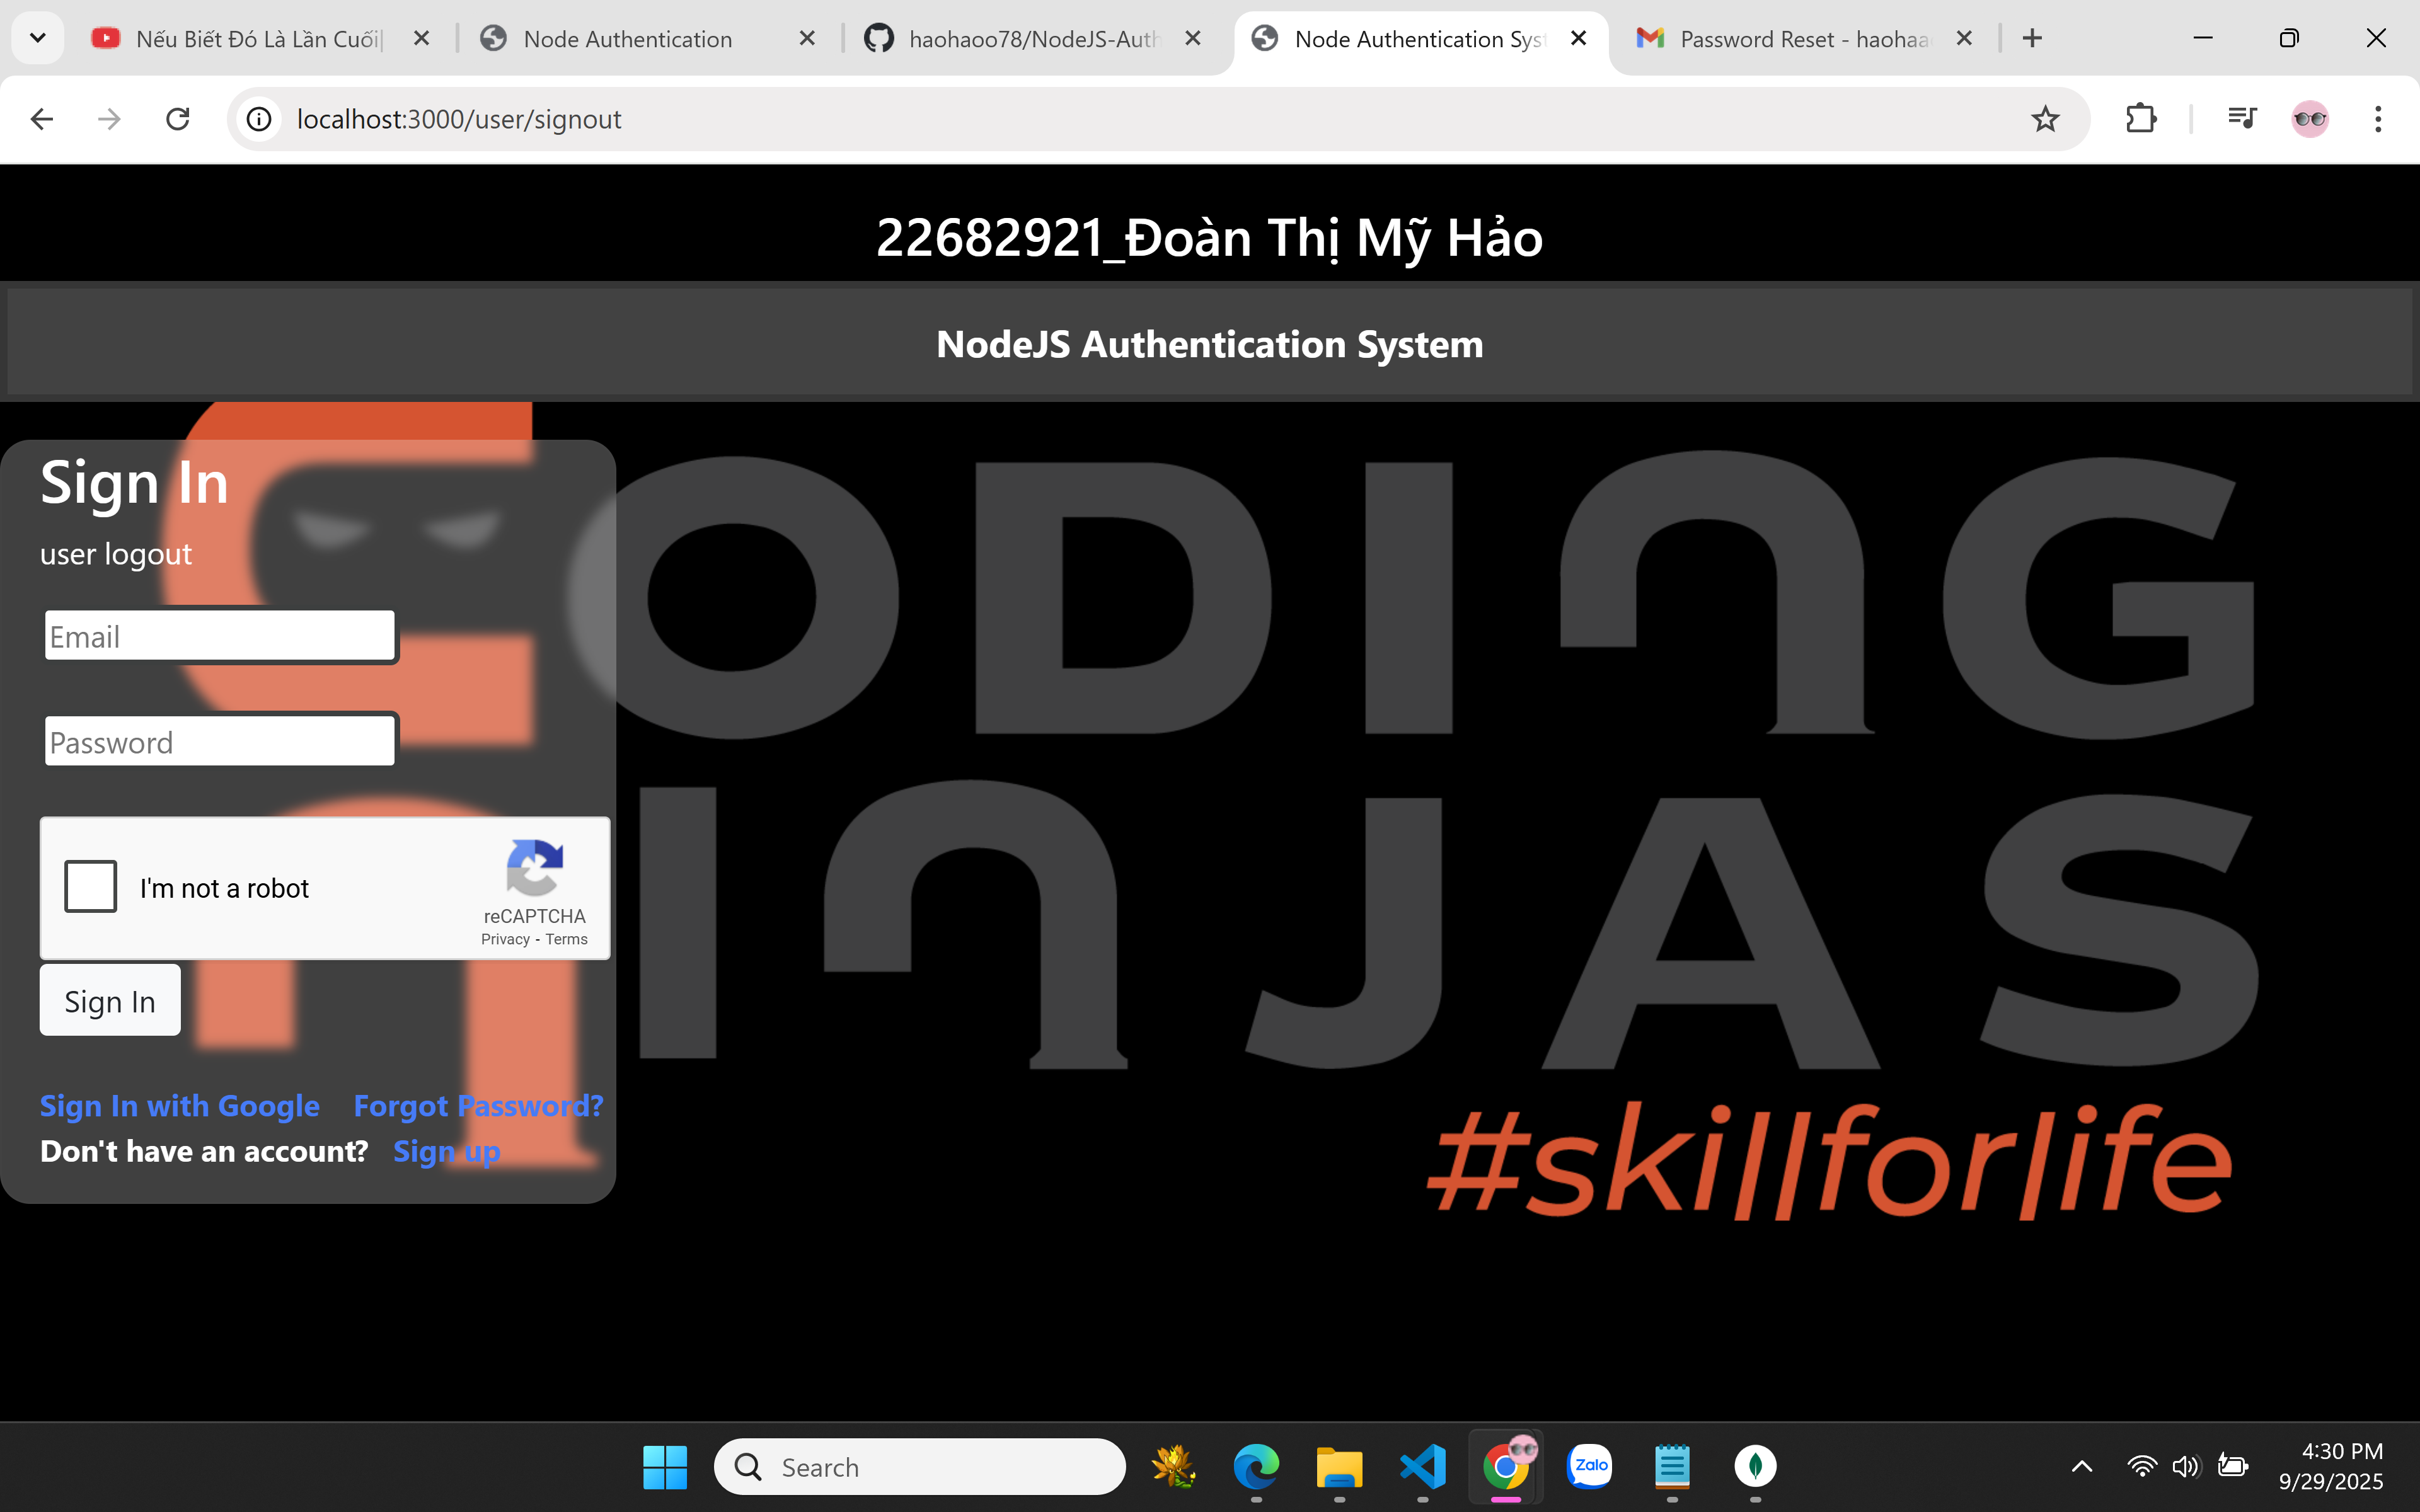 Nếu Biết Đó Là Lần Cuối
Node Authentication
haohaoo78/NodeJS-Auth
Node Authentication Syst
Password Reset - haohaa
localhost:3000/user/signout
22682921_Đoàn Thị Mỹ Hảo
NodeJS Authentication System
CODING
NINJAS
#skillforlife
Sign In
user logout
Email
Password
I'm not a robot
reCAPTCHA
Privacy - Terms
Sign In
Sign In with Google Forgot Password?
Don't have an account? Sign up
Search
Zalo
4:30 PM
9/29/2025